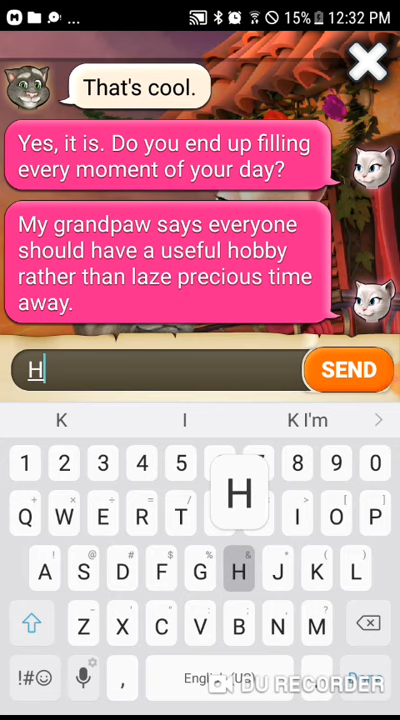 ... 15% 12:32 PM
That's cool.
Yes, it is. Do you end up filling
every moment of your day?
My grandpaw says everyone
should have a useful hobby
rather than laze precious time
away.
H
SEND
K I K I'm >
1 2 3 4 5 8 9 0
H
Q W E R T I O P
A S D F G H J K L
Z X C V B N M
!#☺ , English(US)
DU RECORDER